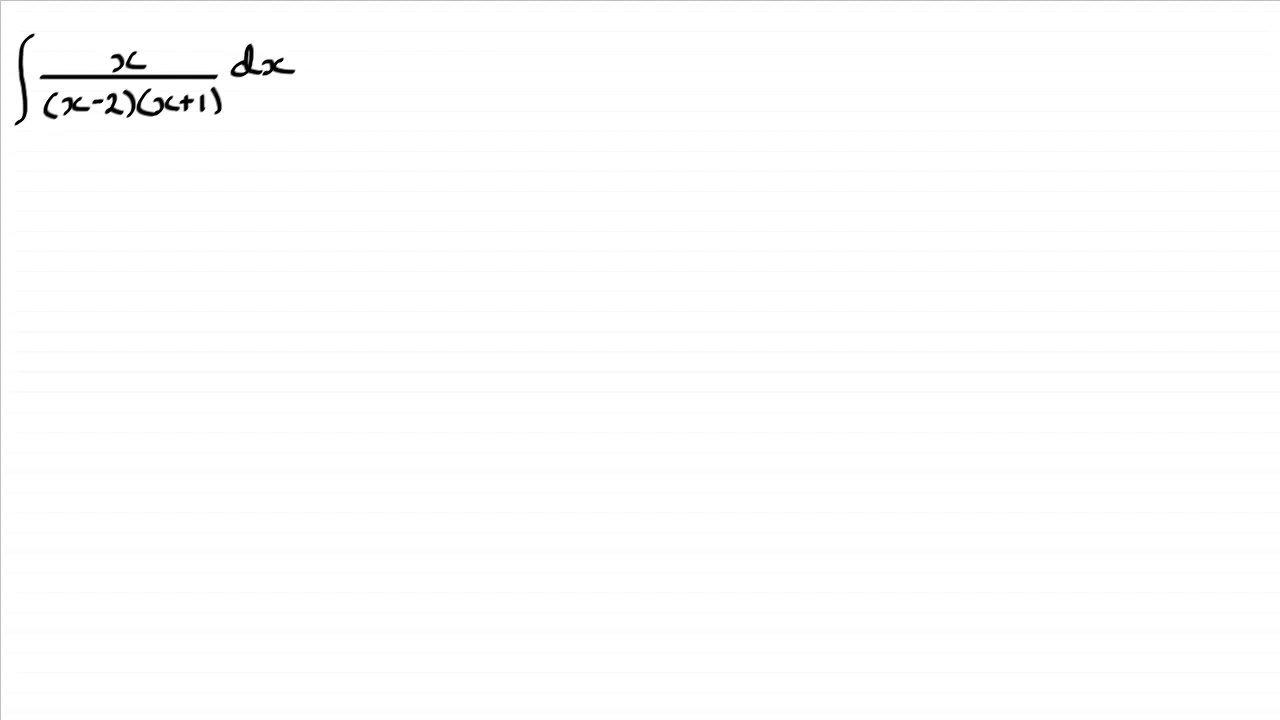 ∫ x/((x-2)(x+1)) dx